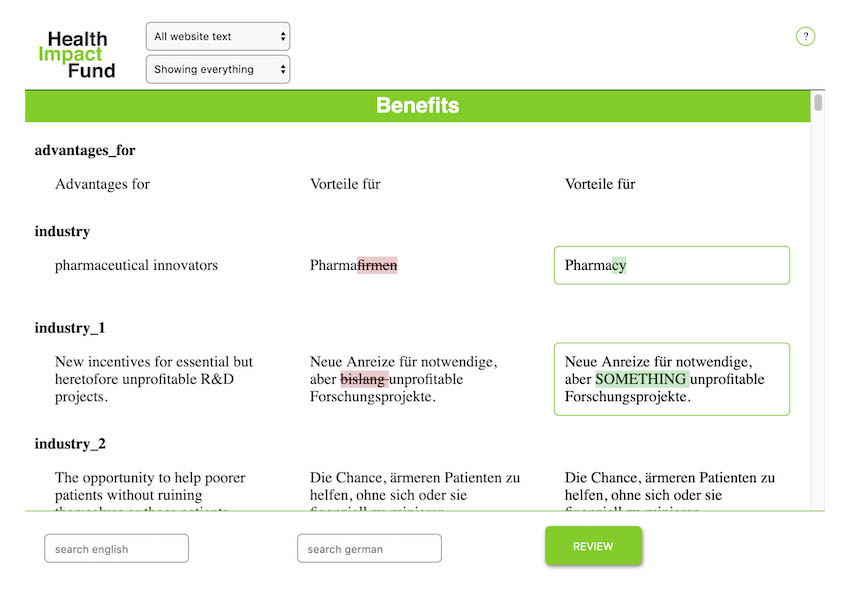 Health
Impact
Fund
All website text
Showing everything
?
Benefits
advantages_for
Advantages for
Vorteile für
Vorteile für
industry
pharmaceutical innovators
Pharmafirmen
Pharmacy
industry_1
New incentives for essential but
heretofore unprofitable R&D
projects.
Neue Anreize für notwendige,
aber bislang unprofitable
Forschungsprojekte.
Neue Anreize für notwendige,
aber SOMETHING unprofitable
Forschungsprojekte.
industry_2
The opportunity to help poorer
patients without ruining
Die Chance, ärmeren Patienten zu
helfen, ohne sich oder sie
Die Chance, ärmeren Patienten zu
helfen, ohne sich oder sie
search english
search german
REVIEW